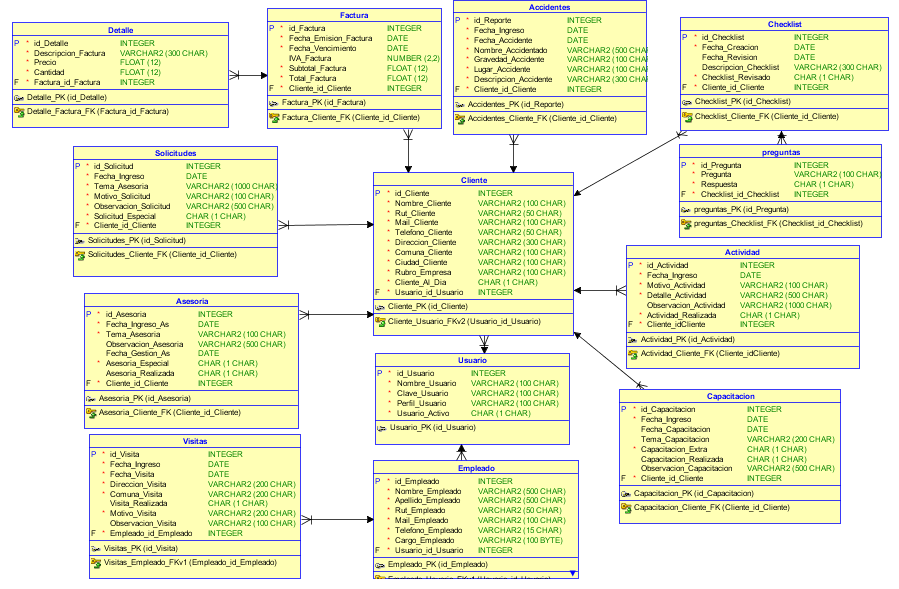 Detalle
P * id_Detalle INTEGER
* Descripcion_Factura VARCHAR2 (300 CHAR)
* Precio FLOAT (12)
* Cantidad FLOAT (12)
F * Factura_id_Factura INTEGER
Detalle_PK (id_Detalle)
Detalle_Factura_FK (Factura_id_Factura)
Factura
P * id_Factura INTEGER
* Fecha_Emision_Factura DATE
* Fecha_Vencimiento DATE
IVA_Factura NUMBER (2,2)
* Subtotal_Factura FLOAT (12)
* Total_Factura FLOAT (12)
F * Cliente_id_Cliente INTEGER
Factura_PK (id_Factura)
Factura_Cliente_FK (Cliente_id_Cliente)
Accidentes
P * id_Reporte INTEGER
* Fecha_Ingreso DATE
* Fecha_Accidente DATE
* Nombre_Accidentado VARCHAR2 (500 CHA
* Gravedad_Accidente VARCHAR2 (100 CHA
* Lugar_Accidente VARCHAR2 (100 CHA
* Descripcion_Accidente VARCHAR2 (300 CHA
F * Cliente_id_Cliente INTEGER
Accidentes_PK (id_Reporte)
Accidentes_Cliente_FK (Cliente_id_Cliente)
Checklist
P * id_Checklist INTEGER
* Fecha_Creacion DATE
Fecha_Revision DATE
Descripcion_Checklist VARCHAR2 (300 CHAR)
* Checklist_Revisado CHAR (1 CHAR)
F * Cliente_id_Cliente INTEGER
Checklist_PK (id_Checklist)
Checklist_Cliente_FK (Cliente_id_Cliente)
Solicitudes
P * id_Solicitud INTEGER
* Fecha_Ingreso DATE
* Tema_Asesoria VARCHAR2 (1000 CHAR)
* Motivo_Solicitud VARCHAR2 (100 CHAR)
* Observacion_Solicitud VARCHAR2 (500 CHAR)
* Solicitud_Especial CHAR (1 CHAR)
F * Cliente_id_Cliente INTEGER
Solicitudes_PK (id_Solicitud)
Solicitudes_Cliente_FK (Cliente_id_Cliente)
Cliente
P * id_Cliente INTEGER
* Nombre_Cliente VARCHAR2 (100 CHAR)
* Rut_Cliente VARCHAR2 (50 CHAR)
* Mail_Cliente VARCHAR2 (100 CHAR)
* Telefono_Cliente VARCHAR2 (50 CHAR)
* Direccion_Cliente VARCHAR2 (300 CHAR)
* Comuna_Cliente VARCHAR2 (100 CHAR)
* Ciudad_Cliente VARCHAR2 (100 CHAR)
* Rubro_Empresa VARCHAR2 (100 CHAR)
* Cliente_Al_Dia CHAR (1 CHAR)
F * Usuario_id_Usuario INTEGER
Cliente_PK (id_Cliente)
Cliente_Usuario_FKv2 (Usuario_id_Usuario)
preguntas
P * id_Pregunta INTEGER
* Pregunta VARCHAR2 (100 CHAR)
* Respuesta CHAR (1 CHAR)
F * Checklist_id_Checklist INTEGER
preguntas_PK (id_Pregunta)
preguntas_Checklist_FK (Checklist_id_Checklist)
Actividad
P * id_Actividad INTEGER
* Fecha_Ingreso DATE
* Motivo_Actividad VARCHAR2 (100 CHAR)
* Detalle_Actividad VARCHAR2 (500 CHAR)
* Observacion_Actividad VARCHAR2 (1000 CHAR)
* Actividad_Realizada CHAR (1 CHAR)
F * Cliente_idCliente INTEGER
Actividad_PK (id_Actividad)
Actividad_Cliente_FK (Cliente_idCliente)
Asesoria
P * id_Asesoria INTEGER
* Fecha_Ingreso_As DATE
* Tema_Asesoria VARCHAR2 (100 CHAR)
Observacion_Asesoria VARCHAR2 (500 CHAR)
Fecha_Gestion_As DATE
* Asesoria_Especial CHAR (1 CHAR)
Asesoria_Realizada CHAR (1 CHAR)
F * Cliente_id_Cliente INTEGER
Asesoria_PK (id_Asesoria)
Asesoria_Cliente_FK (Cliente_id_Cliente)
Usuario
P * id_Usuario INTEGER
* Nombre_Usuario VARCHAR2 (100 CHAR)
* Clave_Usuario VARCHAR2 (100 CHAR)
* Perfil_Usuario VARCHAR2 (100 CHAR)
* Usuario_Activo CHAR (1 CHAR)
Usuario_PK (id_Usuario)
Capacitacion
P * id_Capacitacion INTEGER
* Fecha_Ingreso DATE
Fecha_Capacitacion DATE
Tema_Capacitacion VARCHAR2 (200 CHAR)
* Capacitacion_Extra CHAR (1 CHAR)
Capacitacion_Realizada CHAR (1 CHAR)
Observacion_Capacitacion VARCHAR2 (500 CHAR)
F * Cliente_id_Cliente INTEGER
Capacitacion_PK (id_Capacitacion)
Capacitacion_Cliente_FK (Cliente_id_Cliente)
Visitas
P * id_Visita INTEGER
* Fecha_Ingreso DATE
* Fecha_Visita DATE
* Direccion_Visita VARCHAR2 (200 CHAR)
* Comuna_Visita VARCHAR2 (200 CHAR)
Visita_Realizada CHAR (1 CHAR)
* Motivo_Visita VARCHAR2 (200 CHAR)
Observacion_Visita VARCHAR2 (100 CHAR)
F * Empleado_id_Empleado INTEGER
Visitas_PK (id_Visita)
Visitas_Empleado_FKv1 (Empleado_id_Empleado)
Empleado
P * id_Empleado INTEGER
* Nombre_Empleado VARCHAR2 (500 CHAR)
* Apellido_Empleado VARCHAR2 (500 CHAR)
* Rut_Empleado VARCHAR2 (50 CHAR)
* Mail_Empleado VARCHAR2 (100 CHAR)
* Telefono_Empleado VARCHAR2 (15 CHAR)
* Cargo_Empleado VARCHAR2 (100 BYTE)
F * Usuario_id_Usuario INTEGER
Empleado_PK (id_Empleado)